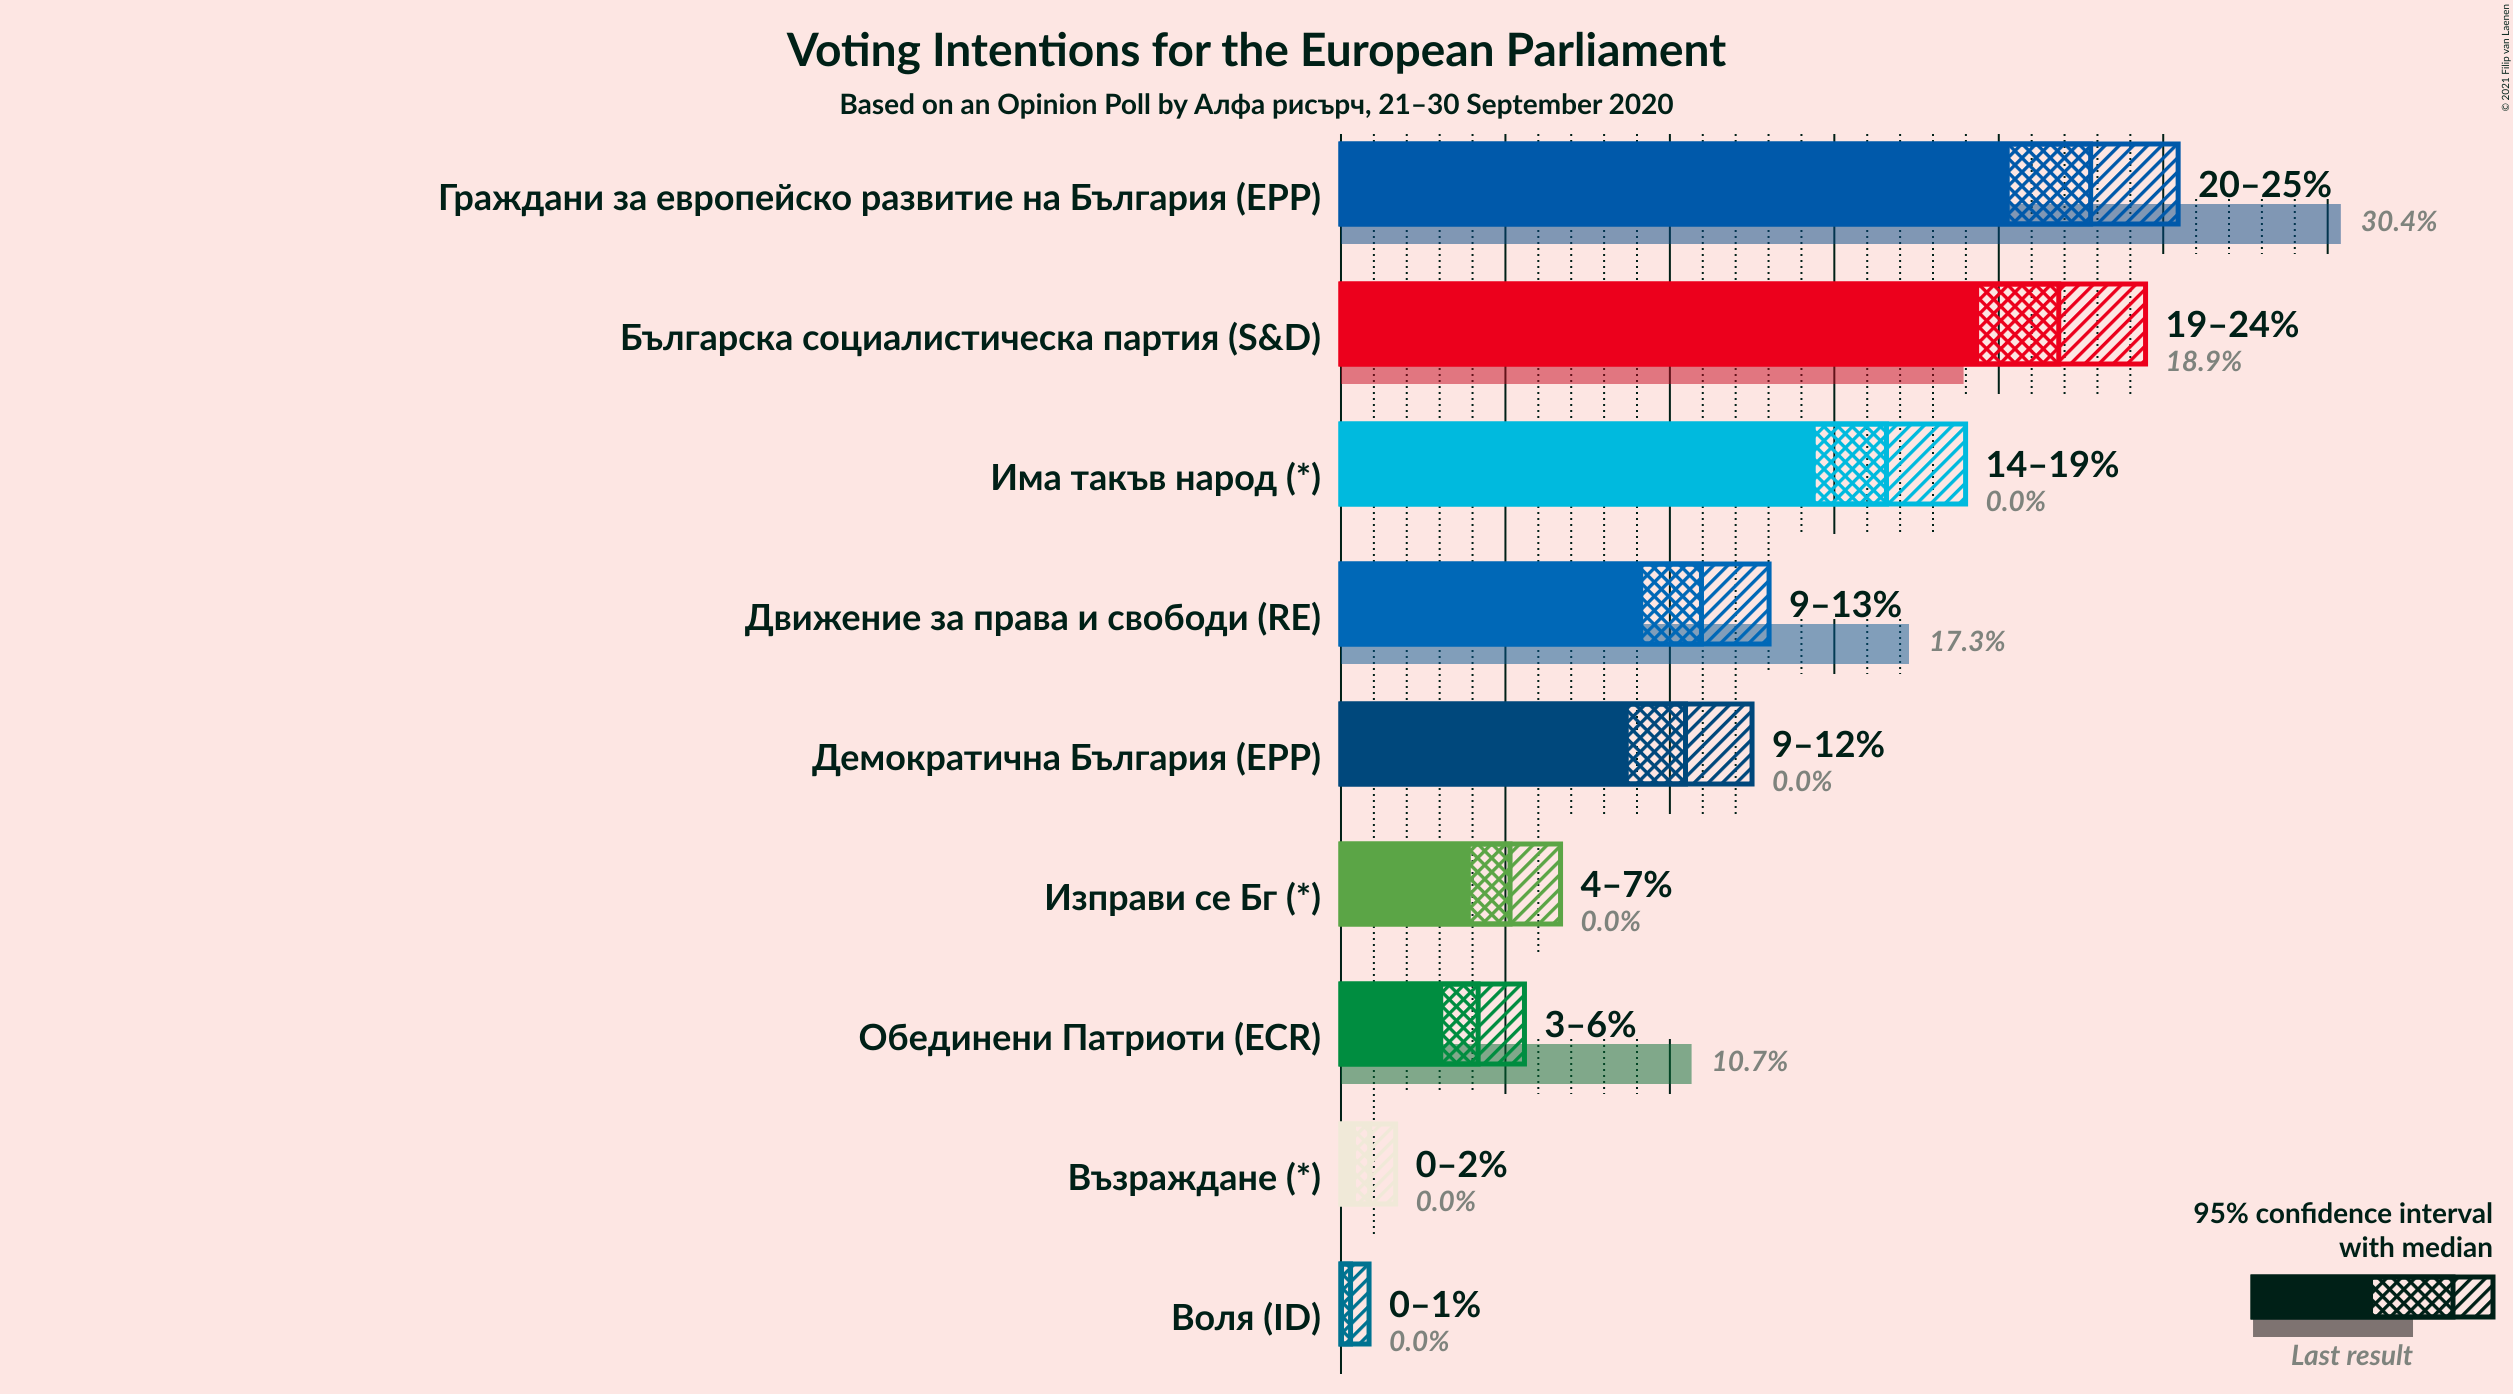 © 2021 Filip van Laenen
Voting Intentions for the European Parliament
Based on an Opinion Poll by Алфа рисърч, 21–30 September 2020
Граждани за европейско развитие на България (EPP)
20–25%
30.4%
Българска социалистическа партия (S&D)
19–24%
18.9%
Има такъв народ (*)
14–19%
0.0%
Движение за права и свободи (RE)
9–13%
17.3%
Демократична България (EPP)
9–12%
0.0%
Изправи се Бг (*)
4–7%
0.0%
Обединени Патриоти (ECR)
3–6%
10.7%
Възраждане (*)
0–2%
0.0%
Воля (ID)
0–1%
0.0%
95% confidence interval
with median
Last result